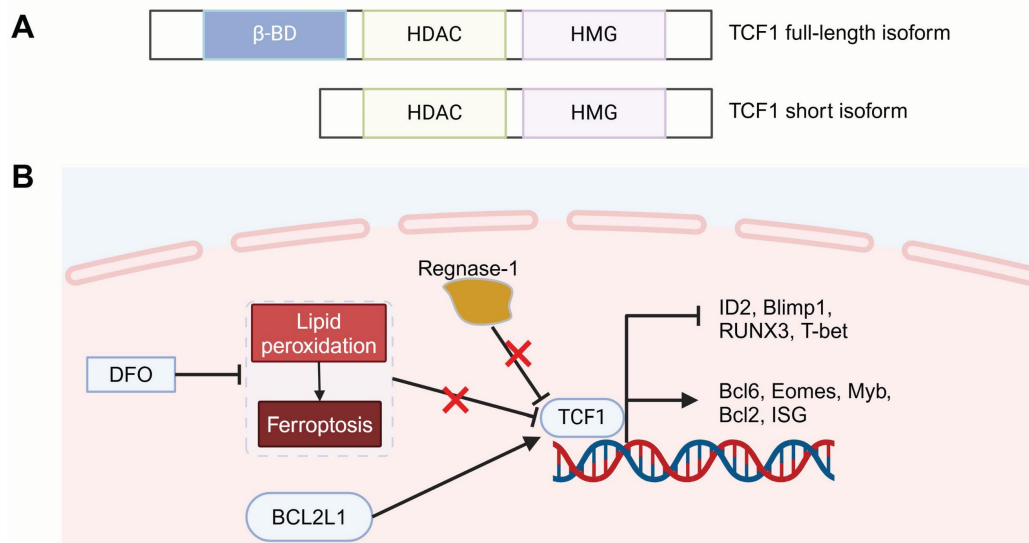 A
β-BD HDAC HMG TCF1 full-length isoform
HDAC HMG TCF1 short isoform
B
Regnase-1
Lipid
peroxidation
DFO
Ferroptosis
BCL2L1
TCF1
ID2, Blimp1,
RUNX3, T-bet
Bcl6, Eomes, Myb,
Bcl2, ISG